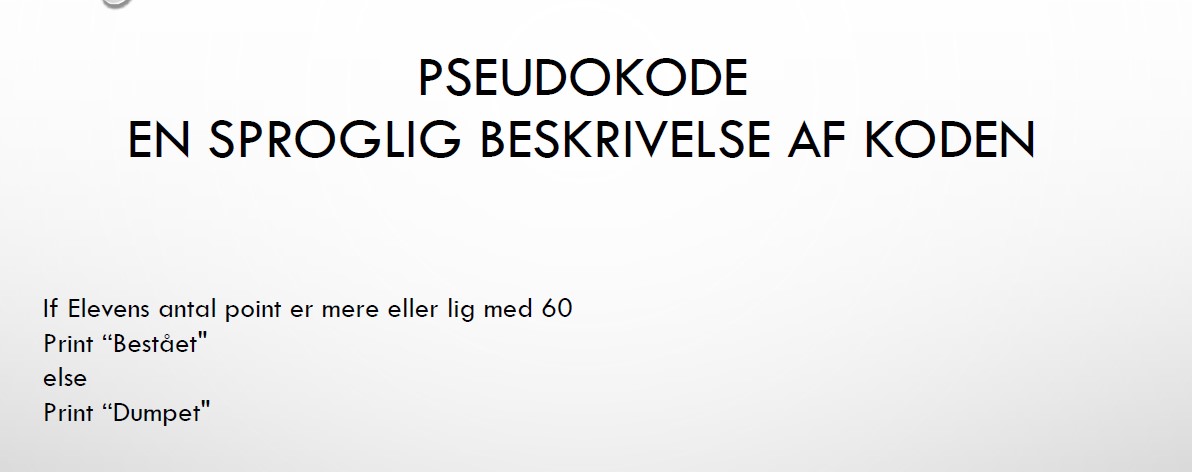 PSEUDOKODE
EN SPROGLIG BESKRIVELSE AF KODEN
If Elevens antal point er mere eller lig med 60
Print “Bestået"
else
Print “Dumpet"